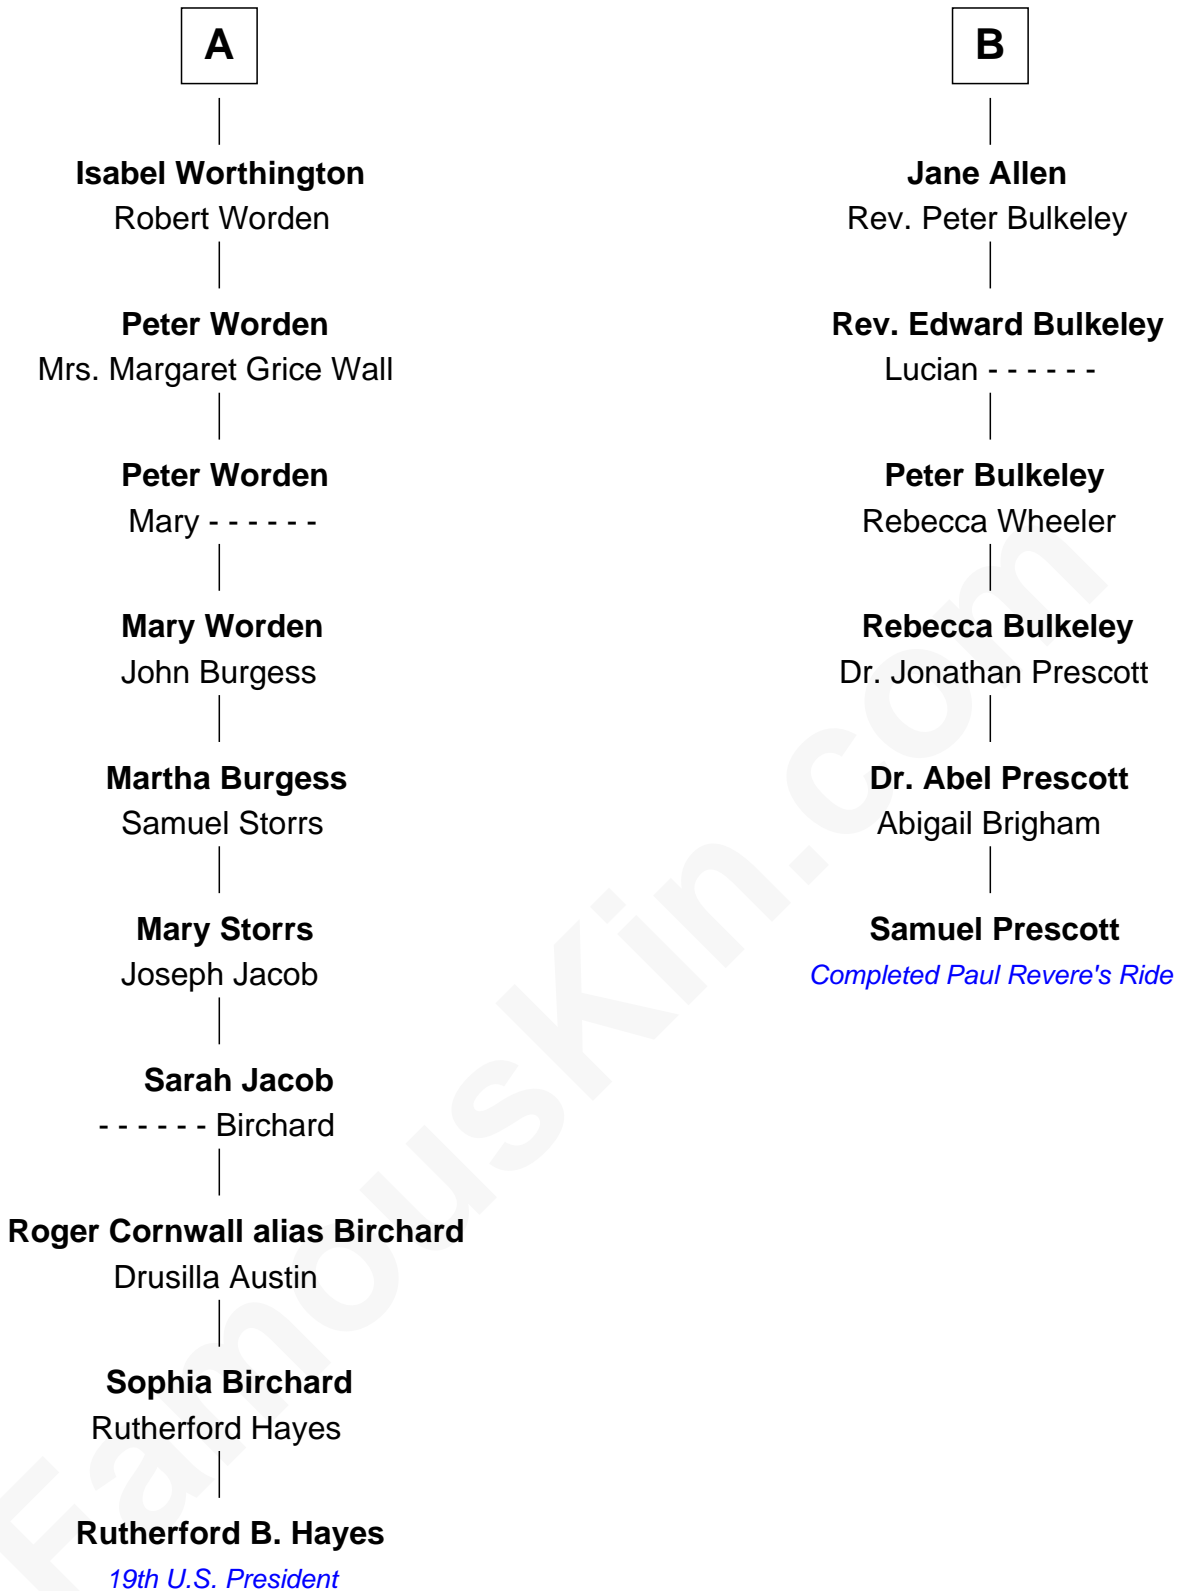 A
Isabel Worthington
Robert Worden
Peter Worden
Mrs. Margaret Grice Wall
Peter Worden
Mary - - - - - -
Mary Worden
John Burgess
Martha Burgess
Samuel Storrs
Mary Storrs
Joseph Jacob
Sarah Jacob
- - - - - - Birchard
Roger Cornwall alias Birchard
Drusilla Austin
Sophia Birchard
Rutherford Hayes
Rutherford B. Hayes
19th U.S. President
B
Jane Allen
Rev. Peter Bulkeley
Rev. Edward Bulkeley
Lucian - - - - - -
Peter Bulkeley
Rebecca Wheeler
Rebecca Bulkeley
Dr. Jonathan Prescott
Dr. Abel Prescott
Abigail Brigham
Samuel Prescott
Completed Paul Revere's Ride
FamousKin.com